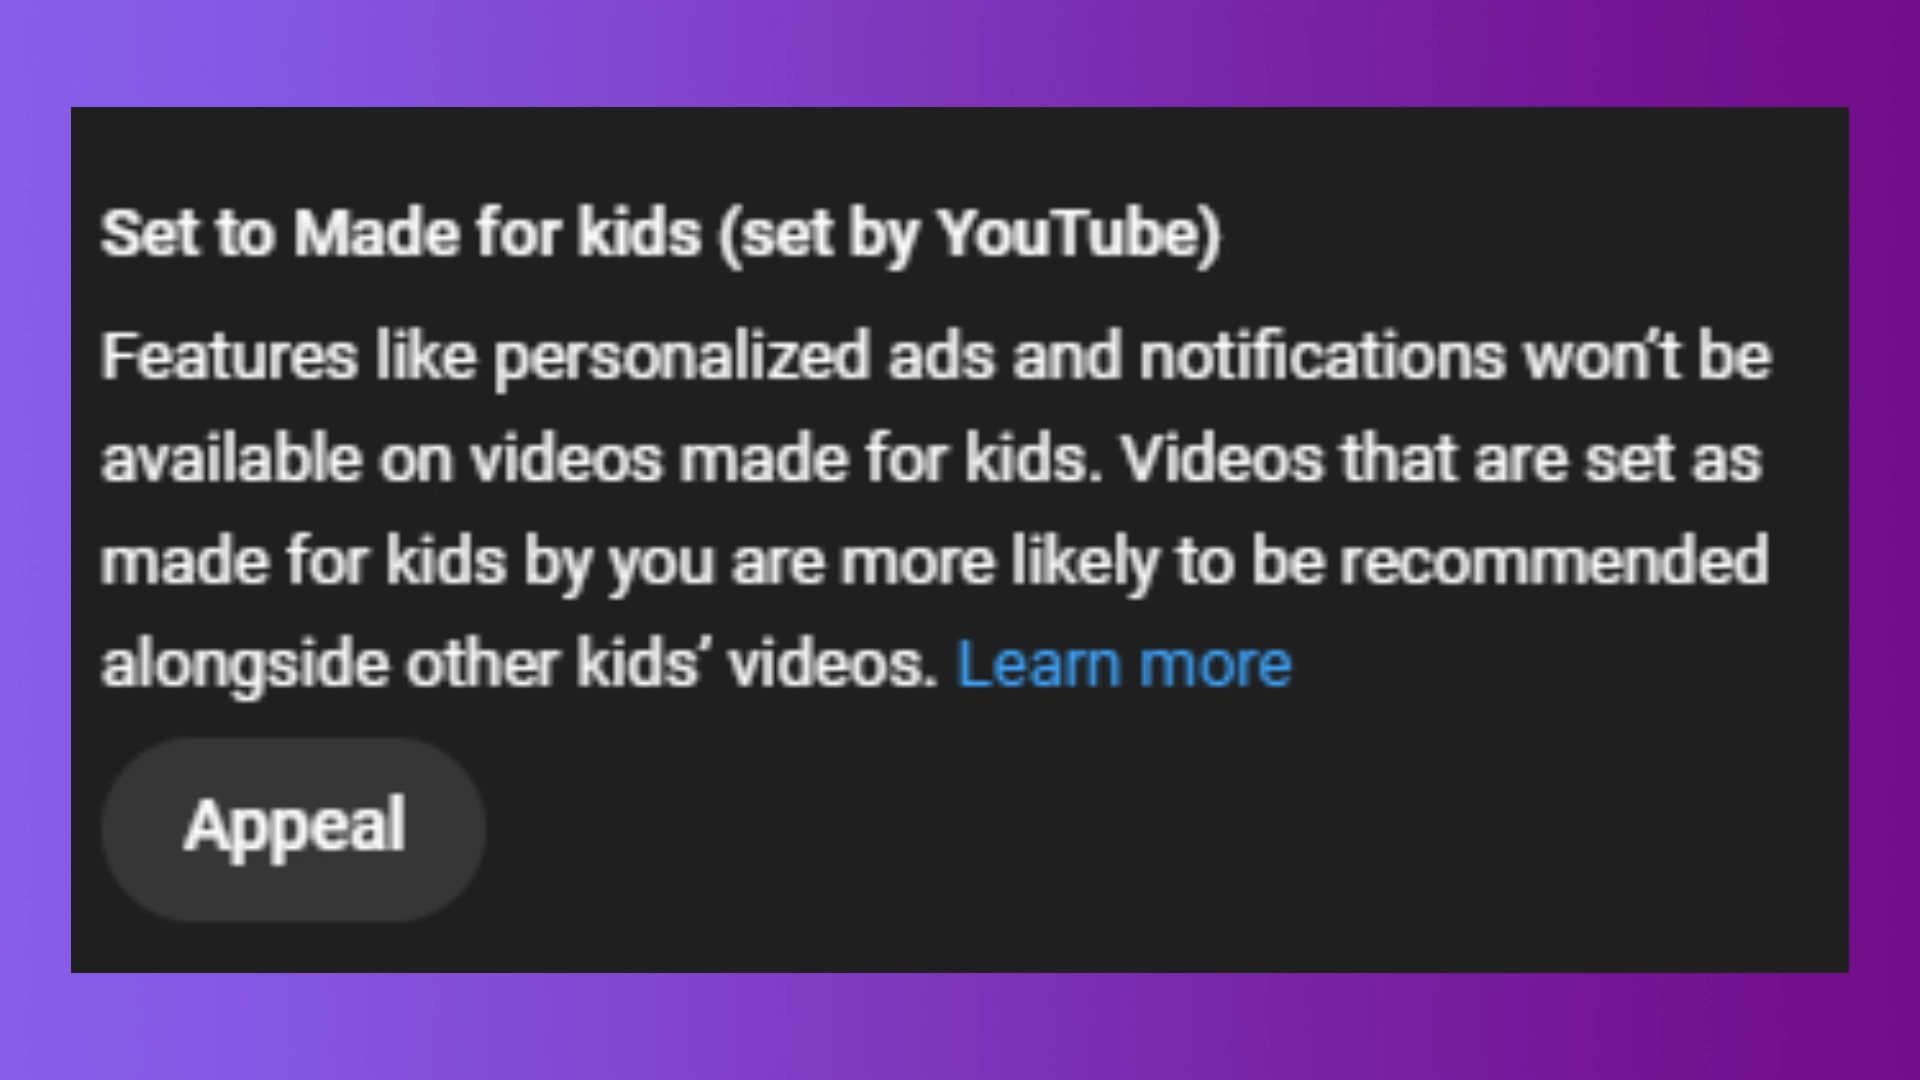 Set to Made for kids (set by YouTube)
Features like personalized ads and notifications won’t be
available on videos made for kids. Videos that are set as
made for kids by you are more likely to be recommended
alongside other kids’ videos. Learn more
Appeal